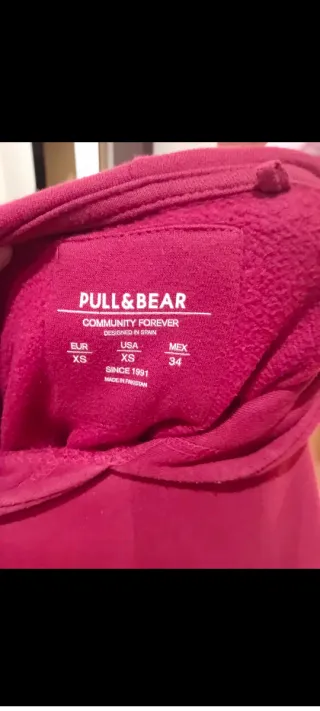 PULL&BEAR
COMMUNITY FOREVER
DESIGNED IN SPAIN
EUR USA MEX
XS XS 34
SINCE 1991
MADE IN PAKISTAN